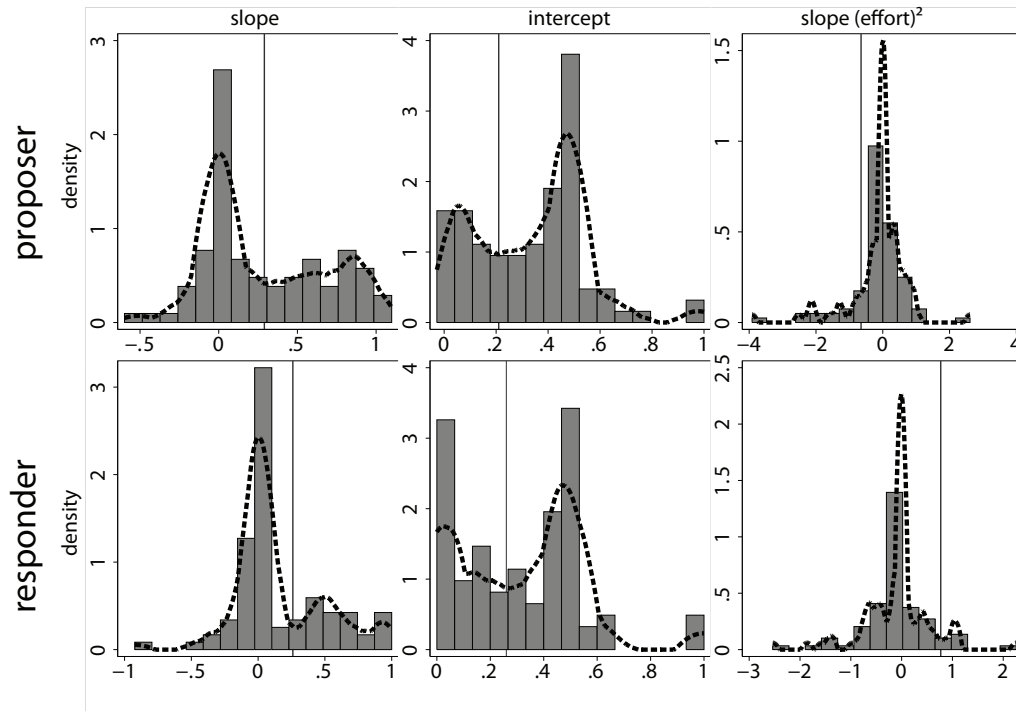 slope intercept slope (effort)²
proposer
density
0 1 2 3
−.5 0 .5 1
0 1 2 3 4
0 .2 .4 .6 .8 1
0 .5 1 1.5
−4 −2 0 2 4
responder
density
0 1 2 3
−1 −.5 0 .5 1
0 1 2 3 4
0 .2 .4 .6 .8 1
0 .5 1 1.5 2 2.5
−3 −2 −1 0 1 2